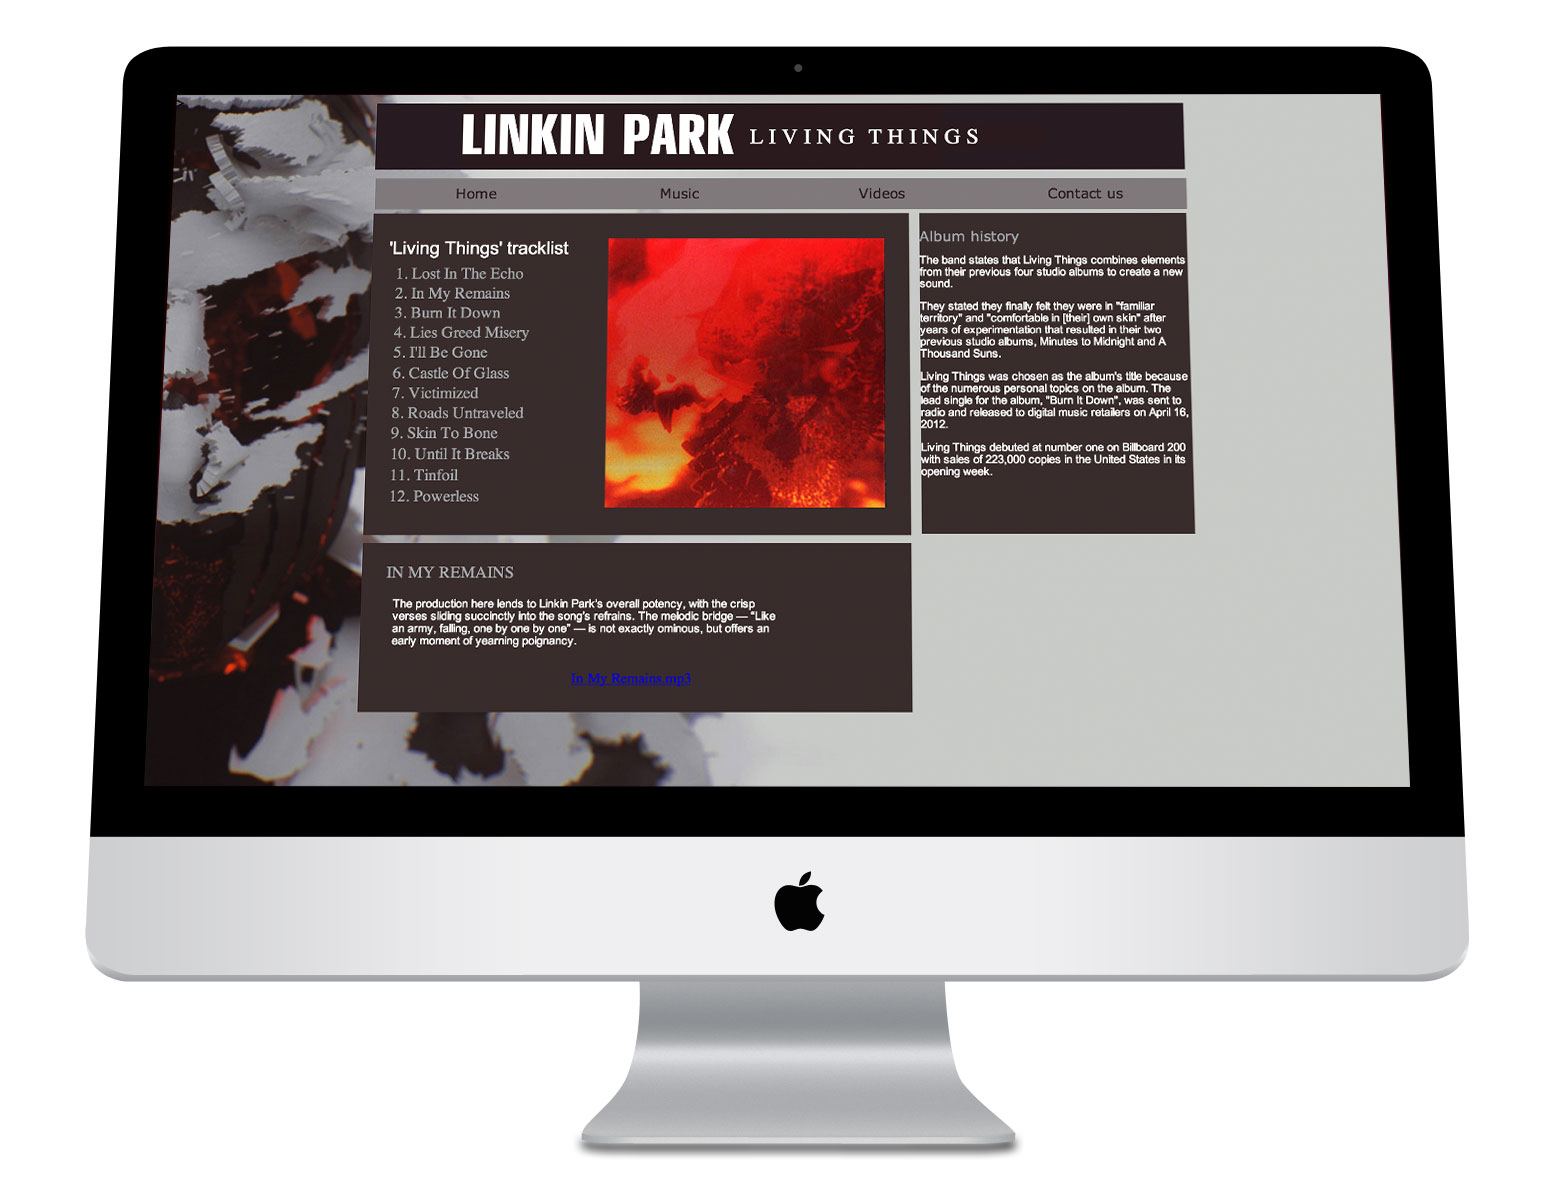 LINKIN PARK LIVING THINGS
Home Music Videos Contact us
'Living Things' tracklist
1. Lost In The Echo
2. In My Remains
3. Burn It Down
4. Lies Greed Misery
5. I'll Be Gone
6. Castle Of Glass
7. Victimized
8. Roads Untraveled
9. Skin To Bone
10. Until It Breaks
11. Tinfoil
12. Powerless
Album history
The band states that Living Things combines elements
from their previous four studio albums to create a new
sound.
They stated they finally felt they were in "familiar
territory" and "comfortable in [their] own skin" after
years of experimentation that resulted in their two
previous studio albums, Minutes to Midnight and A
Thousand Suns.
Living Things was chosen as the album's title because
of the numerous personal topics on the album. The
lead single for the album, "Burn It Down", was sent to
radio and released to digital music retailers on April 16,
2012.
Living Things debuted at number one on Billboard 200
with sales of 223,000 copies in the United States in its
opening week.
IN MY REMAINS
The production here lends to Linkin Park's overall potency, with the crisp
verses sliding succinctly into the song's refrains. The melodic bridge — “Like
an army, falling, one by one by one” — is not exactly ominous, but offers an
early moment of yearning poignancy.
In My Remains.mp3